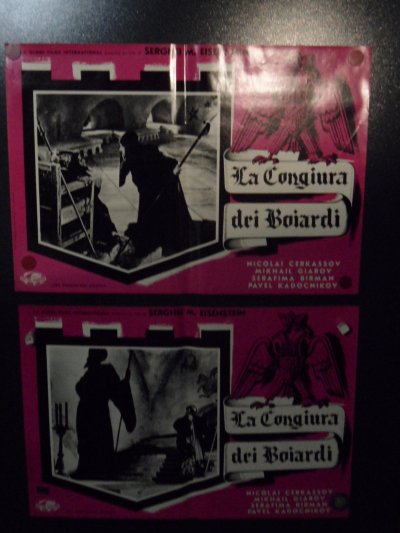 SERGHEI M. EISENSTEIN
La Congiura
dei Boiardi
NICOLAI CERKASSOV
MIKHAIL GIAROV
SERAFIMA BIRMAN
PAVEL KADOCHNIKOV
SERGHEI M. EISENSTEIN
La Congiura
dei Boiardi
NICOLAI CERKASSOV
MIKHAIL GIAROV
SERAFIMA BIRMAN
PAVEL KADOCHNIKOV